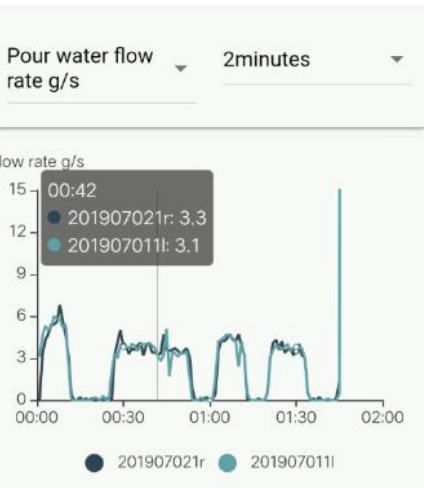 Pour water flow
rate g/s
2minutes
low rate g/s
15
00:42
201907021r: 3.3
201907011l: 3.1
12
9
6
3
0
00:00 00:30 01:00 01:30 02:00
201907021r 201907011l